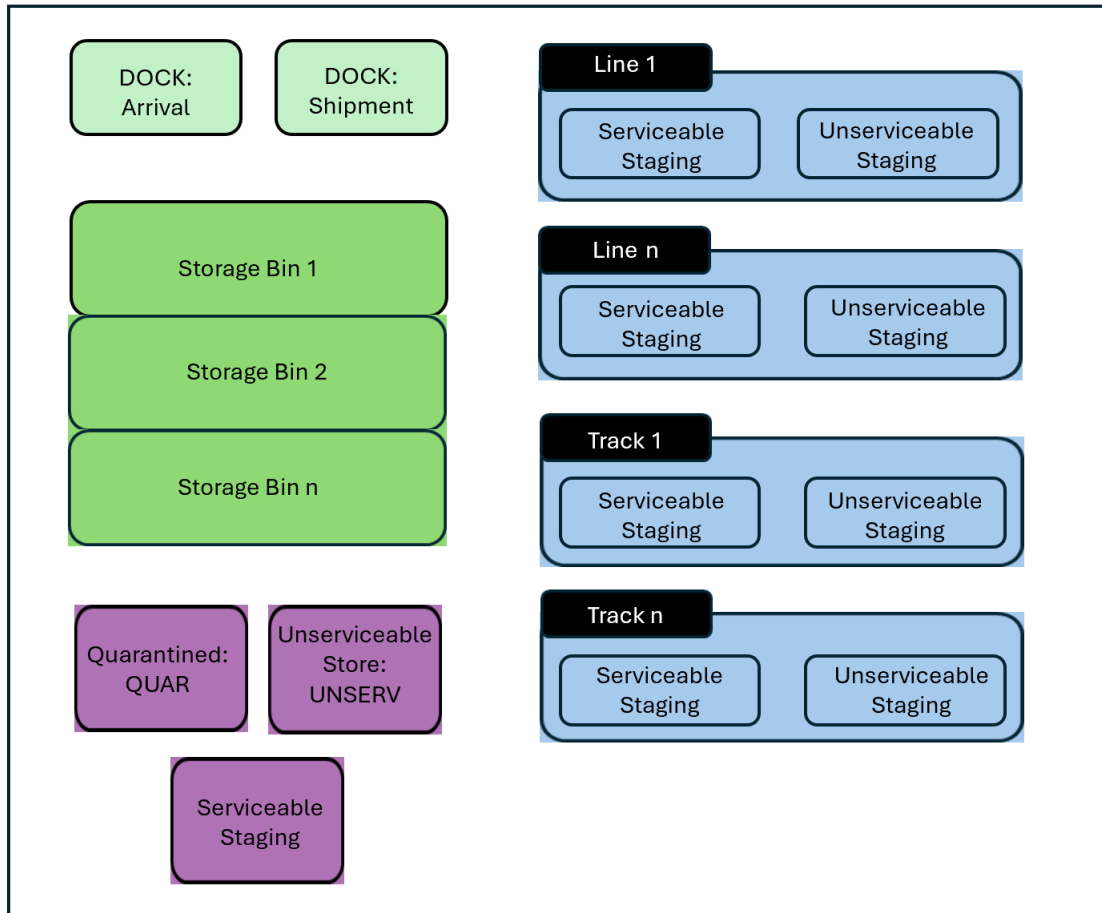 DOCK:
Arrival
DOCK:
Shipment
Storage Bin 1
Storage Bin 2
Storage Bin n
Quarantined:
QUAR
Unserviceable
Store:
UNSERV
Serviceable
Staging
Line 1
Serviceable
Staging
Unserviceable
Staging
Line n
Serviceable
Staging
Unserviceable
Staging
Track 1
Serviceable
Staging
Unserviceable
Staging
Track n
Serviceable
Staging
Unserviceable
Staging